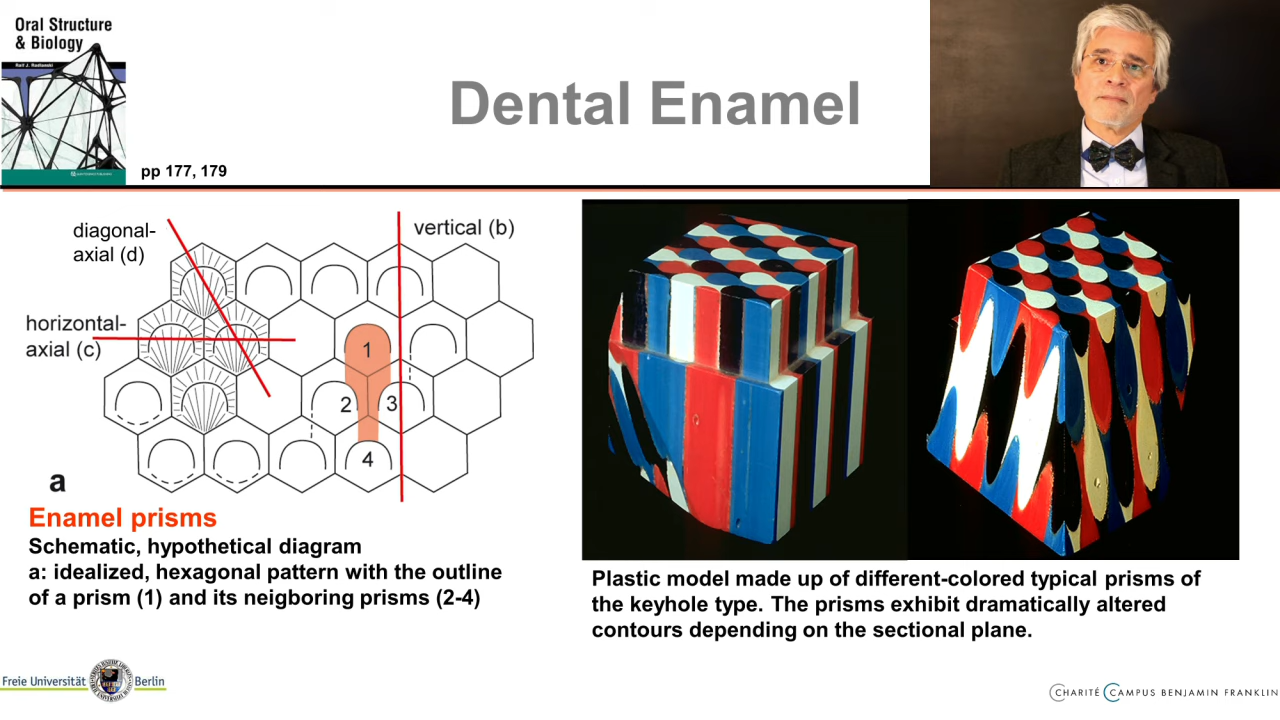 Oral Structure
& Biology
Ralf J. Radlanski
Dental Enamel
pp 177, 179
diagonal-
axial (d)
vertical (b)
horizontal-
axial (c)
1
2
3
4
a
Enamel prisms
Schematic, hypothetical diagram
a: idealized, hexagonal pattern with the outline
of a prism (1) and its neigboring prisms (2-4)
Plastic model made up of different-colored typical prisms of
the keyhole type. The prisms exhibit dramatically altered
contours depending on the sectional plane.
Freie Universität Berlin
CHARITÉ CAMPUS BENJAMIN FRANKLIN